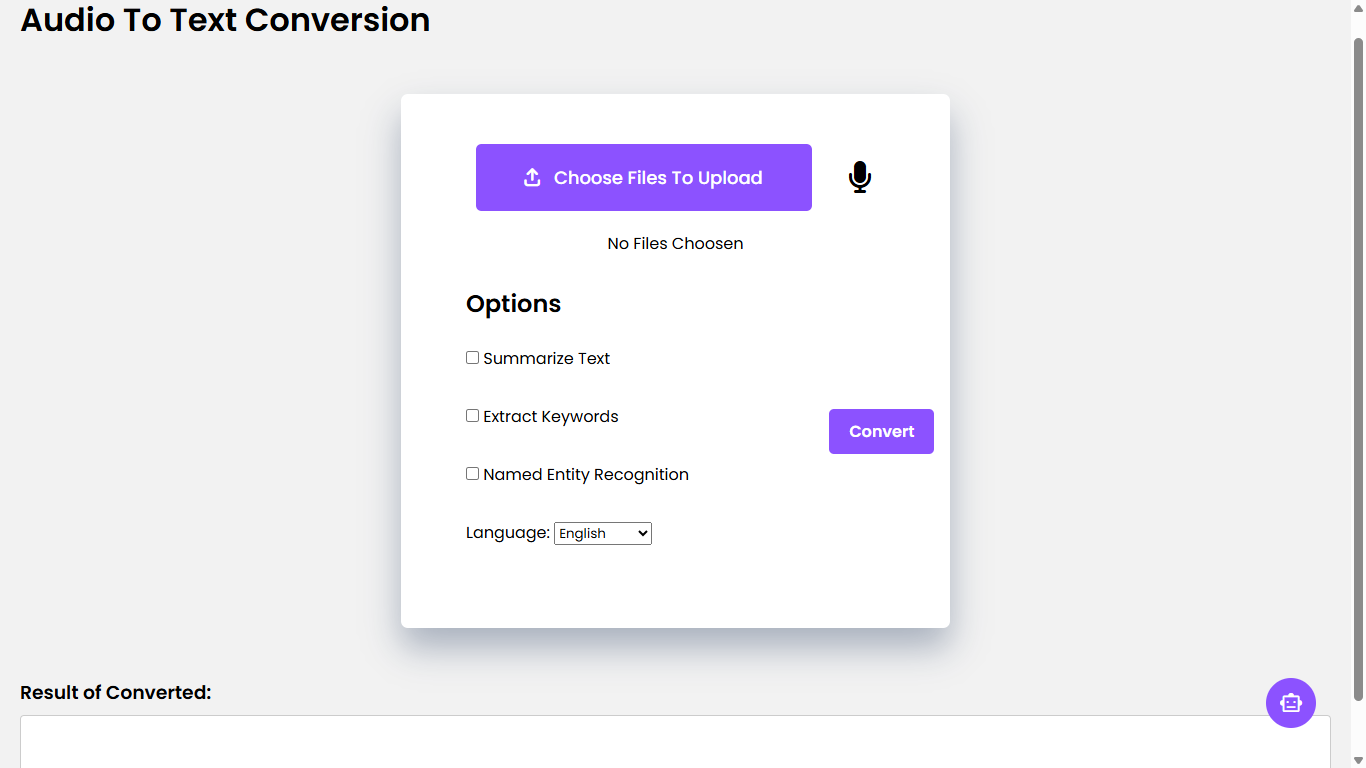 Audio To Text Conversion
Choose Files To Upload
No Files Choosen
Options
Summarize Text
Extract Keywords
Convert
Named Entity Recognition
Language: English
Result of Converted: